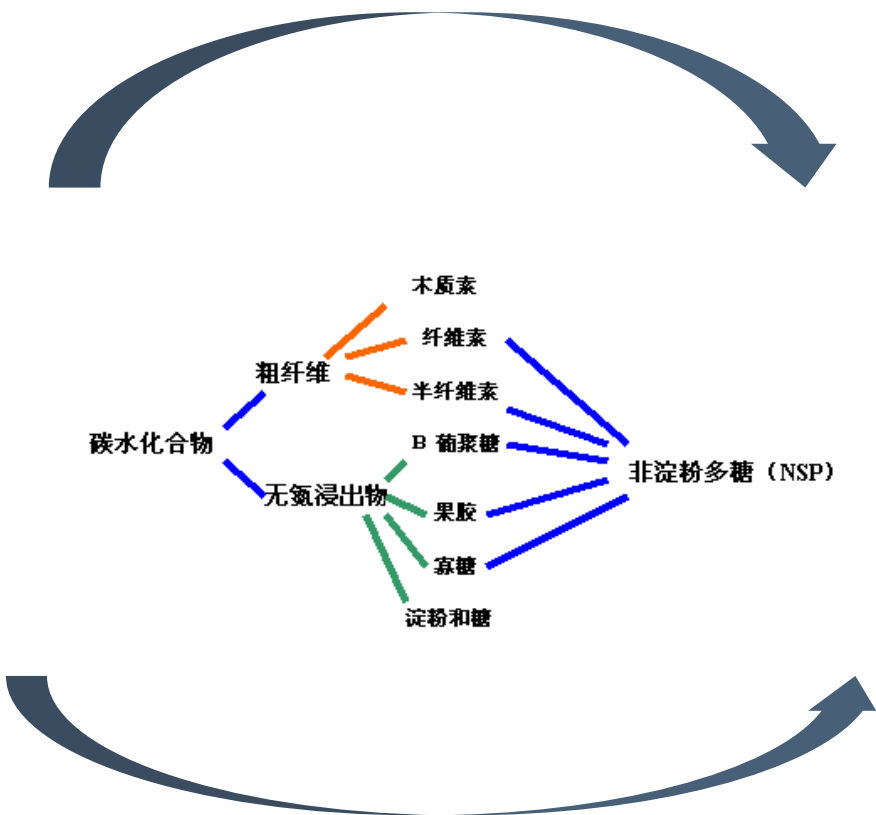 木质素
纤维素
粗纤维
半纤维素
碳水化合物
B 葡聚糖
非淀粉多糖（NSP）
无氮浸出物
果胶
寡糖
淀粉和糖